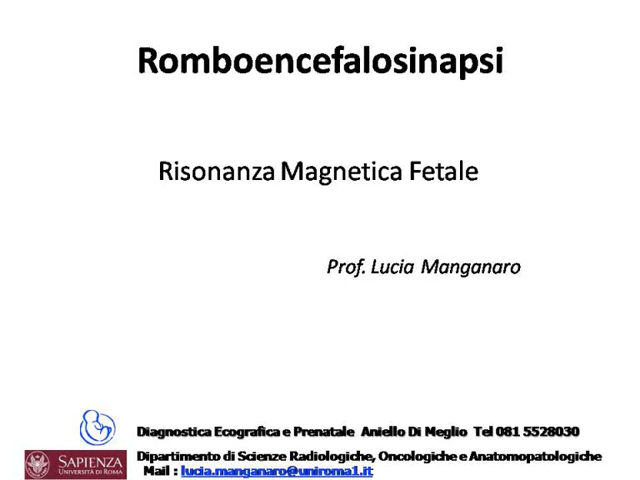 Romboencefalosinapsi
Risonanza Magnetica Fetale
Prof. Lucia Manganaro
Diagnostica Ecografica e Prenatale Aniello Di Meglio Tel 081 5528030
SAPIENZA
UNIVERSITÀ DI ROMA
Dipartimento di Scienze Radiologiche, Oncologiche e Anatomopatologiche
Mail : lucia.manganaro@uniroma1.it